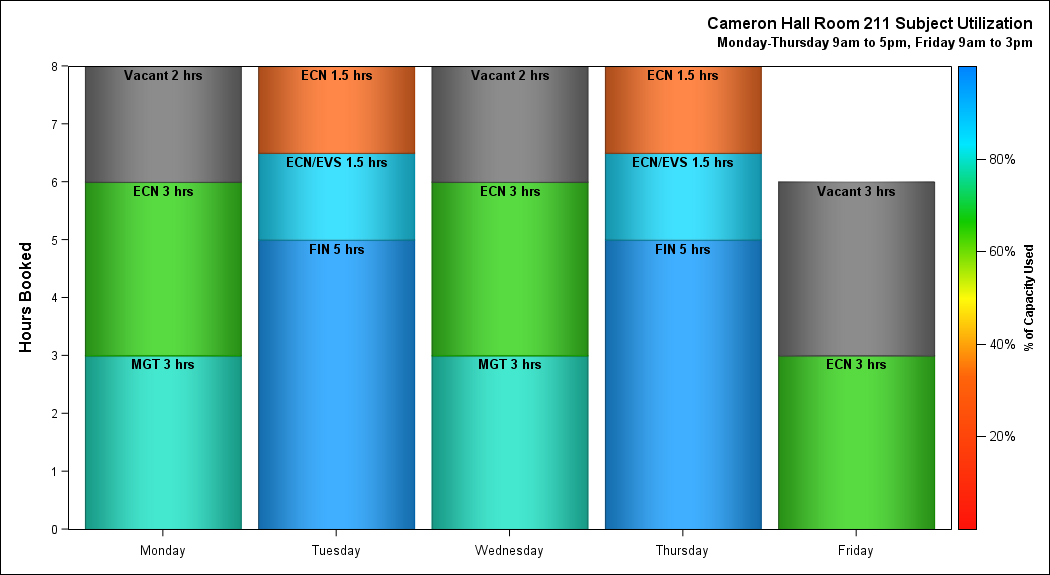 Cameron Hall Room 211 Subject Utilization
Monday-Thursday 9am to 5pm, Friday 9am to 3pm
Hours Booked
8
7
6
5
4
3
2
1
0
Vacant 2 hrs
ECN 3 hrs
MGT 3 hrs
ECN 1.5 hrs
ECN/EVS 1.5 hrs
FIN 5 hrs
Vacant 2 hrs
ECN 3 hrs
MGT 3 hrs
ECN 1.5 hrs
ECN/EVS 1.5 hrs
FIN 5 hrs
Vacant 3 hrs
ECN 3 hrs
Monday
Tuesday
Wednesday
Thursday
Friday
80%
60%
40%
20%
% of Capacity Used